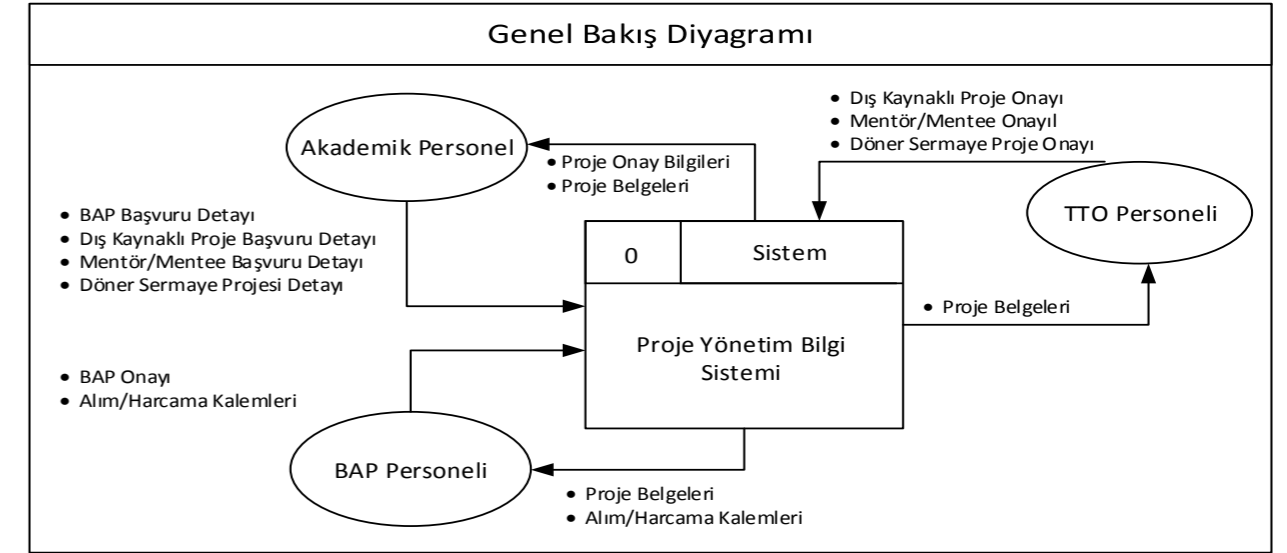 Genel Bakış Diyagramı
• Dış Kaynaklı Proje Onayı
• Mentör/Mentee Onayıl
• Döner Sermaye Proje Onayı
Akademik Personel
• Proje Onay Bilgileri
• Proje Belgeleri
TTO Personeli
• BAP Başvuru Detayı
• Dış Kaynaklı Proje Başvuru Detayı
• Mentör/Mentee Başvuru Detayı
• Döner Sermaye Projesi Detayı
0
Sistem
• Proje Belgeleri
Proje Yönetim Bilgi
Sistemi
• BAP Onayı
• Alım/Harcama Kalemleri
BAP Personeli
• Proje Belgeleri
• Alım/Harcama Kalemleri